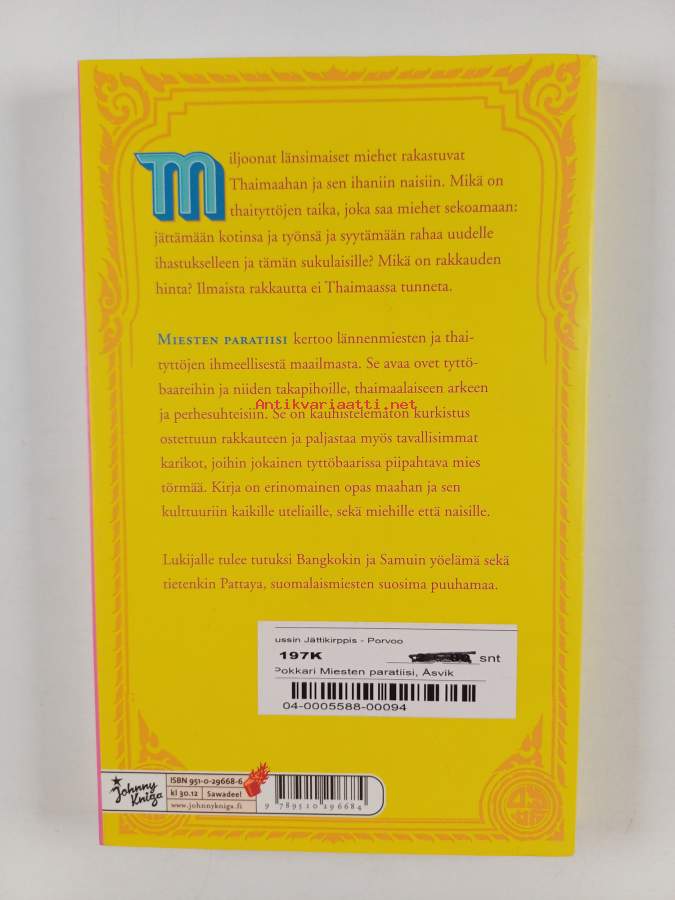 Miljoonat länsimaiset miehet rakastuvat
Thaimaahan ja sen ihaniin naisiin. Mikä on
thaityttöjen taika, joka saa miehet sekoamaan:
jättämään kotinsa ja työnsä ja syytämään rahaa uudelle
ihastukselleen ja tämän sukulaisille? Mikä on rakkauden
hinta? Ilmaista rakkautta ei Thaimaassa tunneta.
MIESTEN PARATIISI kertoo lännenmiesten ja thai-
tyttöjen ihmeellisestä maailmasta. Se avaa ovet tyttö-
baareihin ja niiden takapihoille, thaimaalaiseen arkeen
Antikvariaatti.net
ja perhesuhteisiin. Se on kauhistelematon kurkistus
ostettuun rakkauteen ja paljastaa myös tavallisimmat
karikot, joihin jokainen tyttöbaarissa piipahtava mies
törmää. Kirja on erinomainen opas maahan ja sen
kulttuuriin kaikille uteliaille, sekä miehille että naisille.
Lukijalle tulee tutuksi Bangkokin ja Samuin yöelämä sekä
tietenkin Pattaya, suomalaismiesten suosima puuhamaa.
ussin Jättikirppis - Porvoo
197K snt
Pokkari Miesten paratiisi, Åsvik
04-0005588-00094
Johnny Kniga
ISBN 951-0-29668-6
kl 30.12 Sawadee!
www.johnnykniga.fi
9 789510 296684